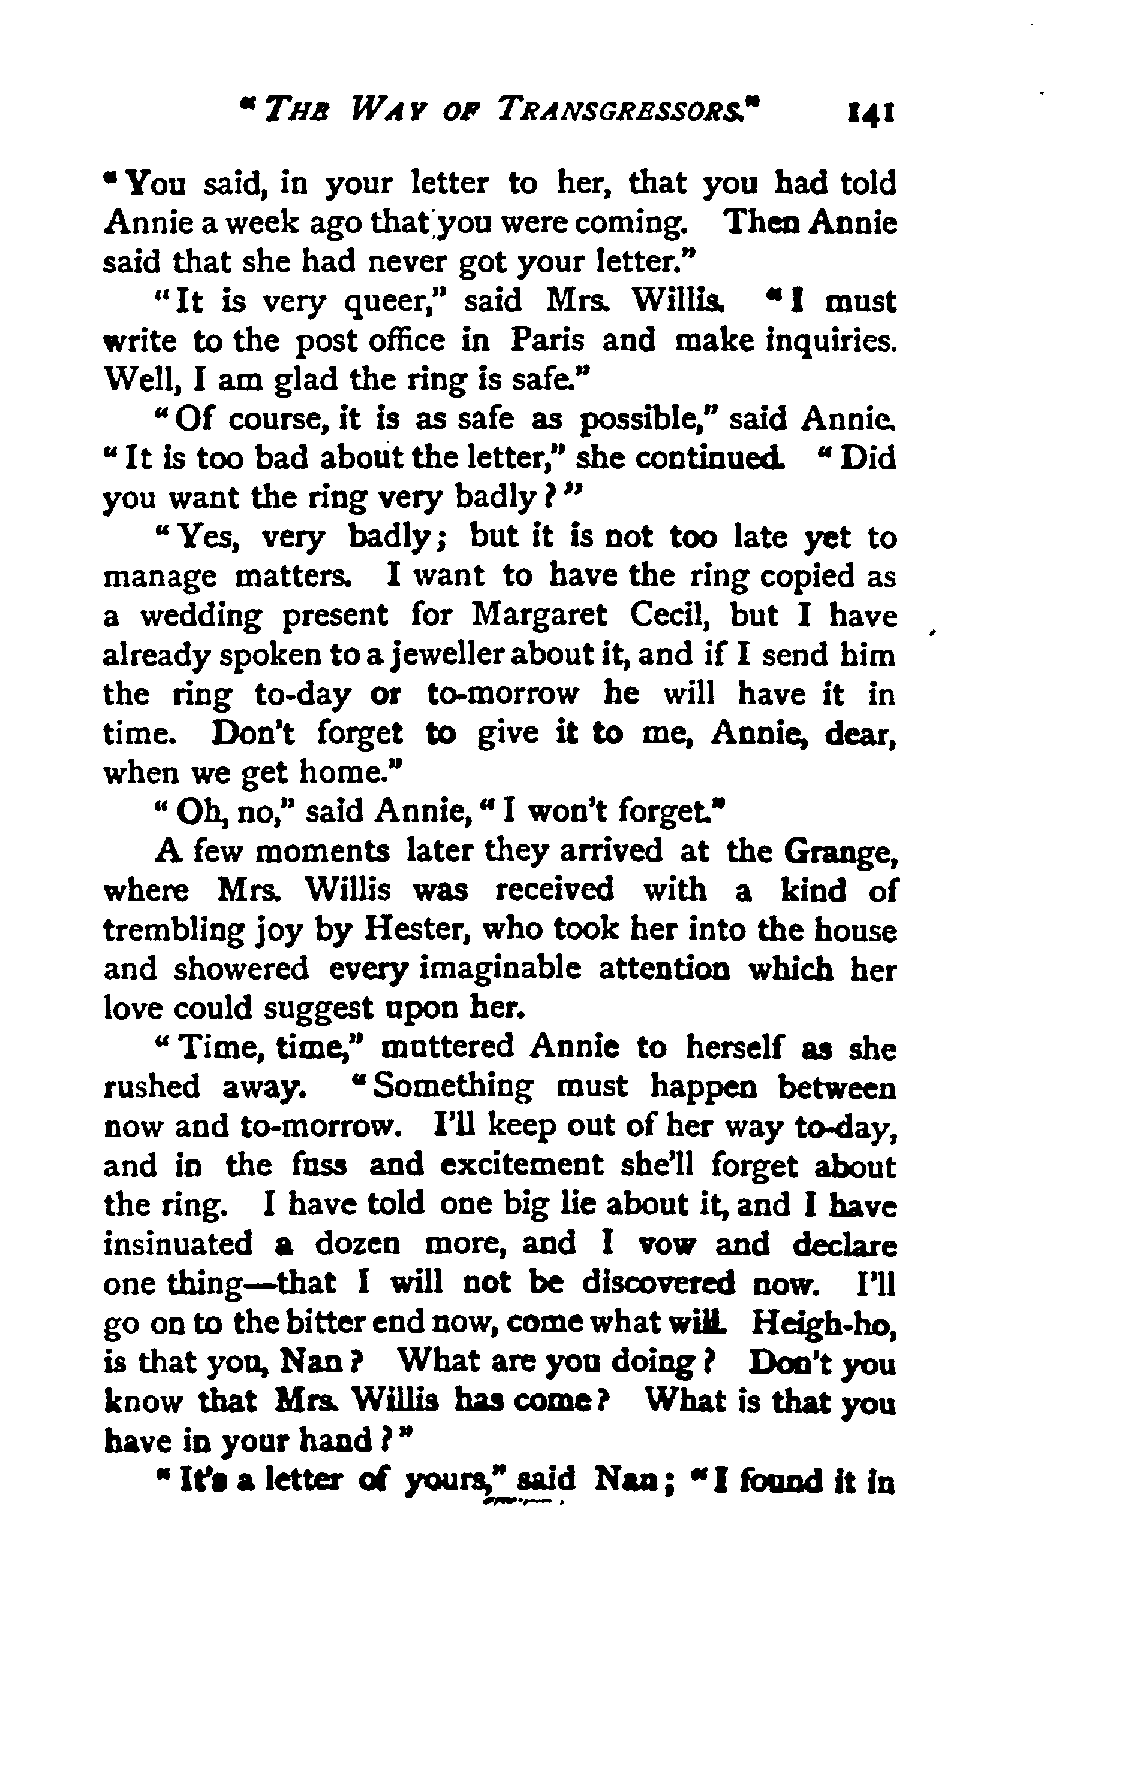 "THE WAY OF TRANSGRESSORS." 141
"You said, in your letter to her, that you had told
Annie a week ago that you were coming. Then Annie
said that she had never got your letter."
"It is very queer," said Mrs. Willis. "I must
write to the post office in Paris and make inquiries.
Well, I am glad the ring is safe."
"Of course, it is as safe as possible," said Annie.
"It is too bad about the letter," she continued. "Did
you want the ring very badly?"
"Yes, very badly; but it is not too late yet to
manage matters. I want to have the ring copied as
a wedding present for Margaret Cecil, but I have
already spoken to a jeweller about it, and if I send him
the ring to-day or to-morrow he will have it in
time. Don't forget to give it to me, Annie, dear,
when we get home."
"Oh, no," said Annie, "I won't forget."
A few moments later they arrived at the Grange,
where Mrs. Willis was received with a kind of
trembling joy by Hester, who took her into the house
and showered every imaginable attention which her
love could suggest upon her.
"Time, time," muttered Annie to herself as she
rushed away. "Something must happen between
now and to-morrow. I'll keep out of her way to-day,
and in the fuss and excitement she'll forget about
the ring. I have told one big lie about it, and I have
insinuated a dozen more, and I vow and declare
one thing—that I will not be discovered now. I'll
go on to the bitter end now, come what will. Heigh-ho,
is that you, Nan? What are you doing? Don't you
know that Mrs. Willis has come? What is that you
have in your hand?"
"It's a letter of yours," said Nan; "I found it in